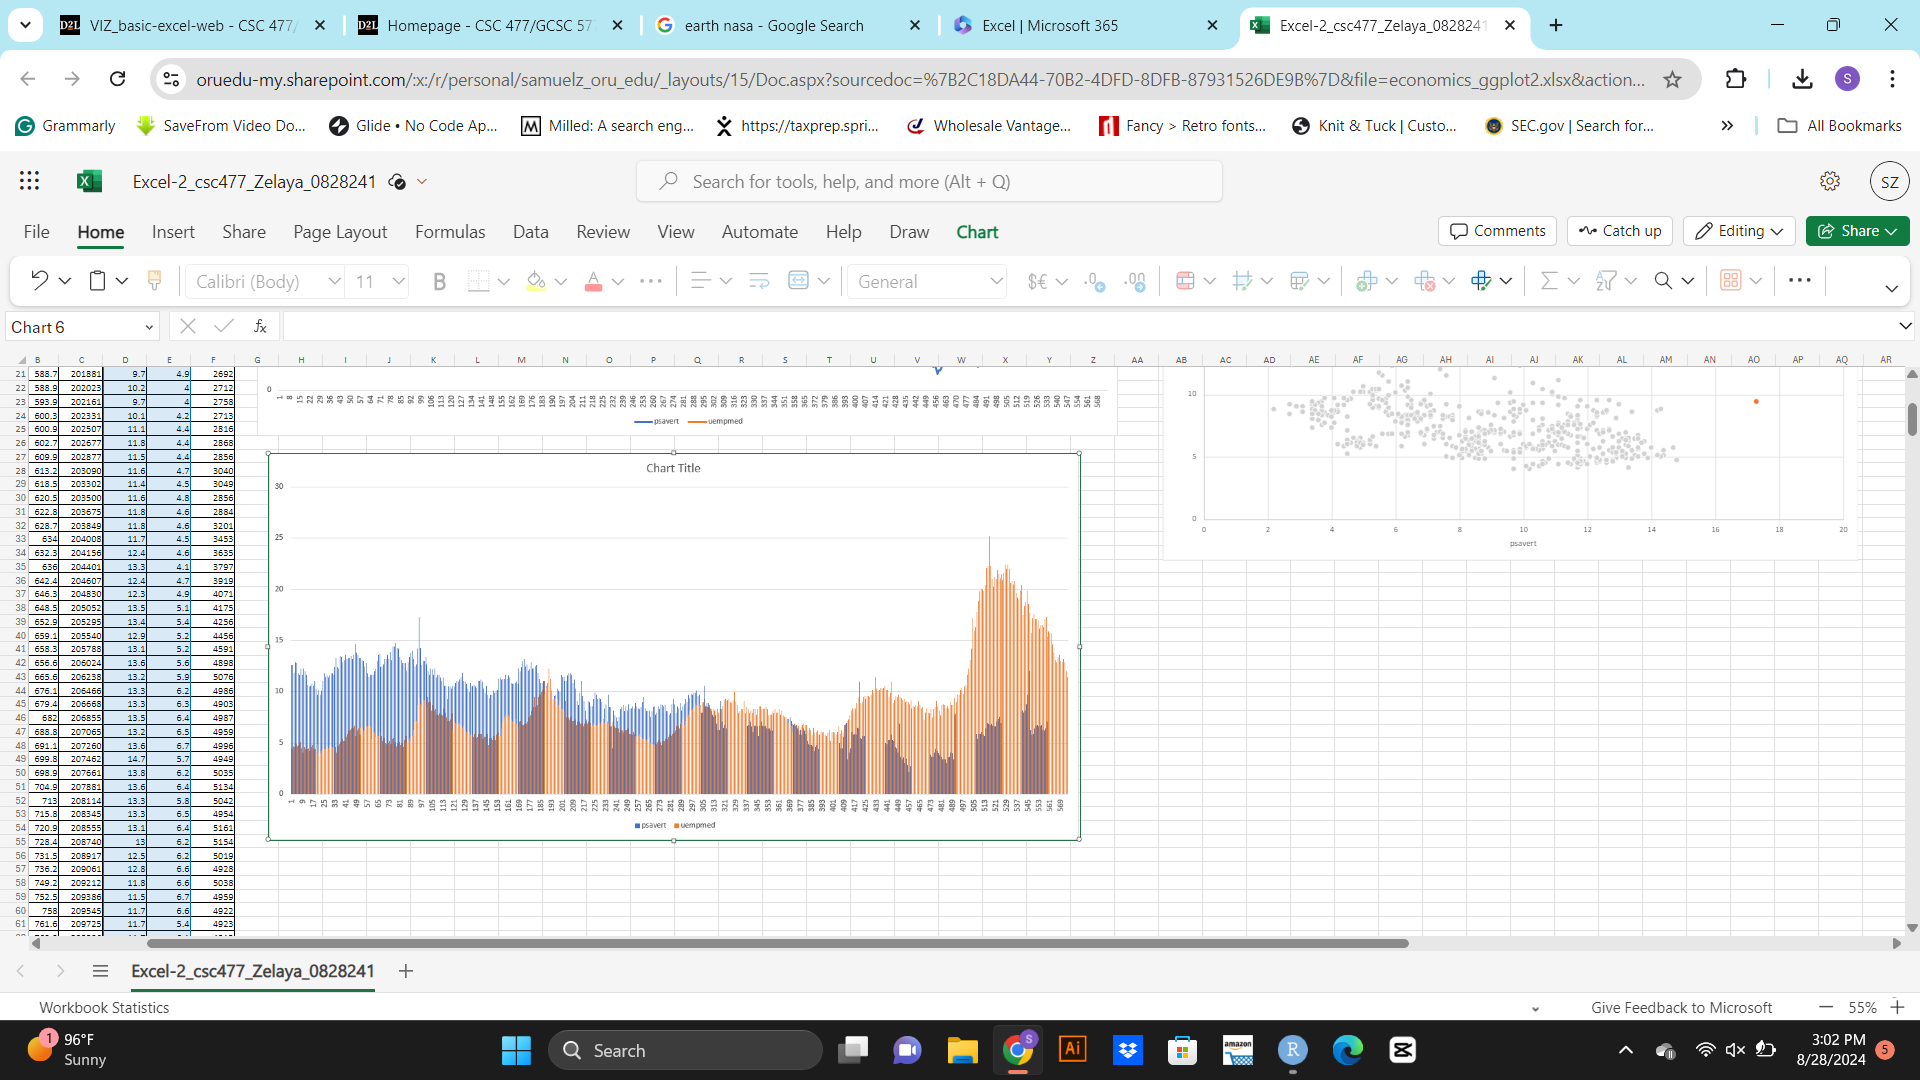 VIZ_basic-excel-web - CSC 477/
Homepage - CSC 477/GCSC 57
earth nasa - Google Search
Excel | Microsoft 365
Excel-2_csc477_Zelaya_0828241
oruedu-my.sharepoint.com/:x:/r/personal/samuelz_oru_edu/_layouts/15/Doc.aspx?sourcedoc=%7B2C18DA44-70B2-4DFD-8DFB-87931526DE9B%7D&file=economics_ggplot2.xlsx&action...
S
Grammarly
SaveFrom Video Do...
Glide • No Code Ap...
Milled: A search eng...
https://taxprep.spri...
Wholesale Vantage...
Fancy > Retro fonts...
Knit & Tuck | Custo...
SEC.gov | Search for...
All Bookmarks
Excel-2_csc477_Zelaya_0828241
Search for tools, help, and more (Alt + Q)
SZ
File Home Insert Share Page Layout Formulas Data Review View Automate Help Draw Chart
Comments Catch up Editing Share
Calibri (Body) 11 B A General $€
Chart 6 fx
B C D E F G H I J K L M N O P Q R S T U V W X Y Z AA AB AC AD AE AF AG AH AI AJ AK AL AM AN AO AP AQ AR
21 588.7 201881 9.7 4.9 2692
22 588.9 202023 10.2 4 2712
23 593.9 202161 9.7 4 2758
24 600.3 202331 10.1 4.2 2713
25 600.9 202507 11.1 4.4 2816
26 602.7 202677 11.8 4.4 2868
27 609.9 202877 11.5 4.4 2856
28 613.2 203090 11.6 4.7 3040
29 618.5 203302 11.4 4.5 3049
30 620.5 203500 11.6 4.8 2856
31 622.8 203675 11.8 4.6 2884
32 628.7 203849 11.8 4.6 3201
33 634 204008 11.7 4.5 3453
34 632.3 204156 12.4 4.6 3635
35 636 204401 13.3 4.1 3797
36 642.4 204607 12.4 4.7 3919
37 646.3 204830 12.3 4.9 4071
38 648.5 205052 13.5 5.1 4175
39 652.9 205295 13.4 5.4 4256
40 659.1 205540 12.9 5.2 4456
41 658.3 205788 13.1 5.2 4591
42 656.6 206024 13.6 5.6 4898
43 665.6 206238 13.2 5.9 5076
44 676.1 206466 13.3 6.2 4986
45 679.4 206668 13.3 6.3 4903
46 682 206855 13.5 6.4 4987
47 688.8 207065 13.2 6.5 4959
48 691.1 207260 13.6 6.7 4996
49 699.8 207462 14.7 5.7 4949
50 698.9 207661 13.8 6.2 5035
51 704.9 207881 13.6 6.4 5134
52 713 208114 13.3 5.8 5042
53 715.8 208345 13.3 6.5 4954
54 720.9 208555 13.1 6.4 5161
55 728.4 208740 13 6.2 5154
56 731.5 208917 12.5 6.2 5019
57 736.2 209061 12.8 6.6 4928
58 749.2 209212 11.8 6.6 5038
59 752.5 209386 11.5 6.7 4959
60 758 209545 11.7 6.6 4922
61 761.6 209725 11.7 5.4 4923
0
psavert uempmed
Chart Title
30
25
20
15
10
5
0
psavert uempmed
10
5
0
0 2 4 6 8 10 12 14 16 18 20
psavert
Excel-2_csc477_Zelaya_0828241
Workbook Statistics
Give Feedback to Microsoft
55%
1
96°F
Sunny
Search
S
Ai
amazon
R
3:02 PM
8/28/2024
5